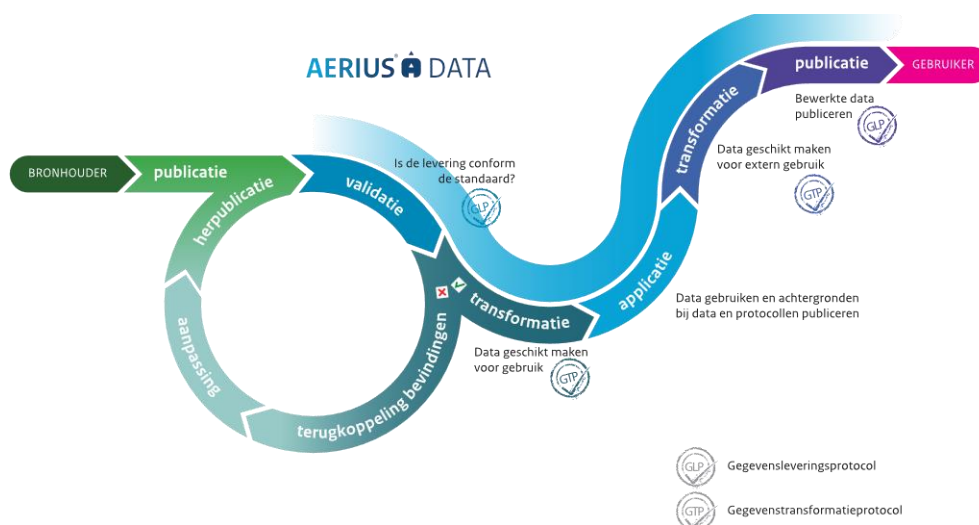 AERIUS DATA
publicatie
GEBRUIKER
Bewerkte data
publiceren
GLP
transformatie
Data geschikt maken
voor extern gebruik
GTP
Is de levering conform
de standaard?
GLP
BRONHOUDER
publicatie
herpublicatie
validatie
applicatie
transformatie
Data gebruiken en achtergronden
bij data en protocollen publiceren
aanpassing
terugkoppeling bevindingen
Data geschikt maken
voor gebruik
GTP
GLP
Gegevensleveringsprotocol
GTP
Gegevenstransformatieprotocol